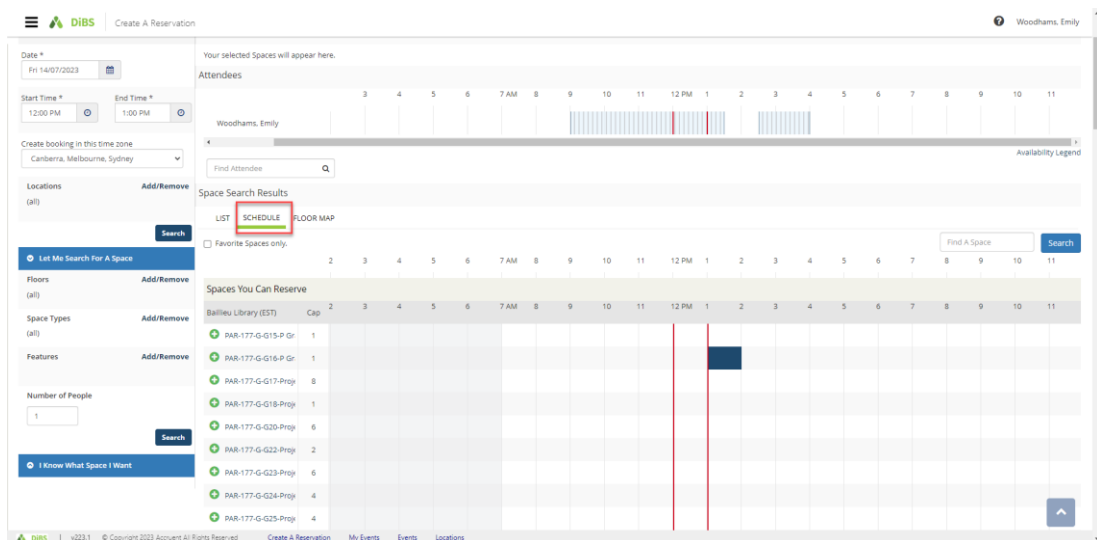 DiBS Create A Reservation
Woodhams, Emily
Date *
Fri 14/07/2023
Start Time * End Time *
12:00 PM 1:00 PM
Create booking in this time zone
Canberra, Melbourne, Sydney
Locations Add/Remove
(all)
Search
Let Me Search For A Space
Floors Add/Remove
(all)
Space Types Add/Remove
(all)
Features Add/Remove
Number of People
1
Search
I Know What Space I Want
Your selected Spaces will appear here.
Attendees
3 4 5 6 7 AM 8 9 10 11 12 PM 1 2 3 4 5 6 7 8 9 10 11
Woodhams, Emily
Availability Legend
Find Attendee
Space Search Results
LIST SCHEDULE FLOOR MAP
Favorite Spaces only.
Find A Space Search
2 3 4 5 6 7 AM 8 9 10 11 12 PM 1 2 3 4 5 6 7 8 9 10 11
Spaces You Can Reserve
Baillieu Library (EST) Cap 2 3 4 5 6 7 AM 8 9 10 11 12 PM 1 2 3 4 5 6 7 8 9 10 11
PAR-177-G-G15-P Gr 1
PAR-177-G-G16-P Gr 1
PAR-177-G-G17-Proje 8
PAR-177-G-G18-Proje 1
PAR-177-G-G20-Proje 6
PAR-177-G-G22-Proje 2
PAR-177-G-G23-Proje 6
PAR-177-G-G24-Proje 4
PAR-177-G-G25-Proje 4
DiBS | v223.1 © Copyright 2023 Accruent All Rights Reserved Create A Reservation My Events Events Locations